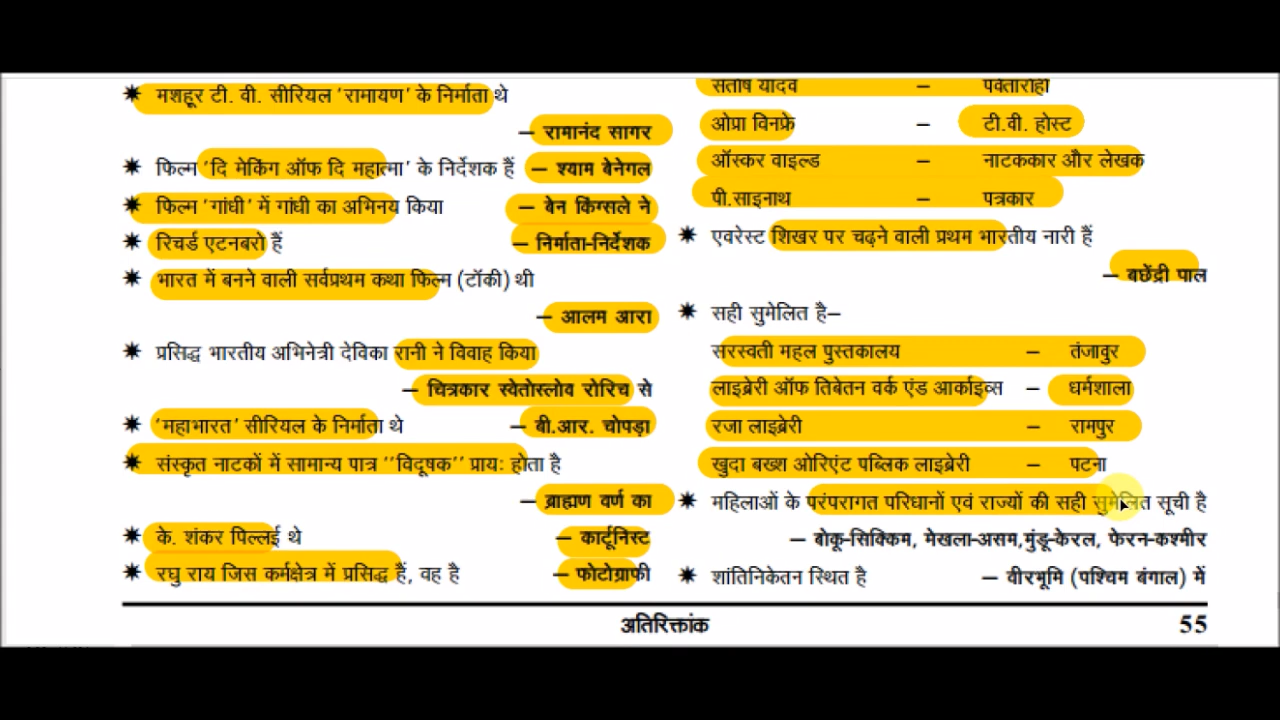 ✷ मशहूर टी. वी. सीरियल 'रामायण' के निर्माता थे
– रामानंद सागर
✷ फिल्म 'दि मेकिंग ऑफ दि महात्मा' के निर्देशक हैं – श्याम बेनेगल
✷ फिल्म 'गांधी' में गांधी का अभिनय किया – बेन किंग्सले ने
✷ रिचर्ड एटनबरो हैं – निर्माता-निर्देशक
✷ भारत में बनने वाली सर्वप्रथम कथा फिल्म (टॉकी) थी
– आलम आरा
✷ प्रसिद्ध भारतीय अभिनेत्री देविका रानी ने विवाह किया
– चित्रकार स्वेतोस्लोव रोरिच से
✷ 'महाभारत' सीरियल के निर्माता थे – बी.आर. चोपड़ा
✷ संस्कृत नाटकों में सामान्य पात्र ''विदूषक'' प्राय: होता है
– ब्राह्मण वर्ण का
✷ के. शंकर पिल्लई थे – कार्टूनिस्ट
✷ रघु राय जिस कर्मक्षेत्र में प्रसिद्ध हैं, वह है – फोटोग्राफी
सतीष यादव – पर्वतारोही
ओप्रा विनफ्रे – टी.वी. होस्ट
ऑस्कर वाइल्ड – नाटककार और लेखक
पी.साइनाथ – पत्रकार
✷ एवरेस्ट शिखर पर चढ़ने वाली प्रथम भारतीय नारी हैं
– बछेंद्री पाल
✷ सही सुमेलित है–
सरस्वती महल पुस्तकालय – तंजावुर
लाइब्रेरी ऑफ तिबेतन वर्क एंड आर्काइव्स – धर्मशाला
रजा लाइब्रेरी – रामपुर
खुदा बख्श ओरिएंट पब्लिक लाइब्रेरी – पटना
✷ महिलाओं के परंपरागत परिधानों एवं राज्यों की सही सुमेलित सूची है
– बोकू-सिक्किम, मेखला-असम,मुंडू-केरल, फेरन-कश्मीर
✷ शांतिनिकेतन स्थित है – वीरभूमि (पश्चिम बंगाल) में
अतिरिक्तांक 55